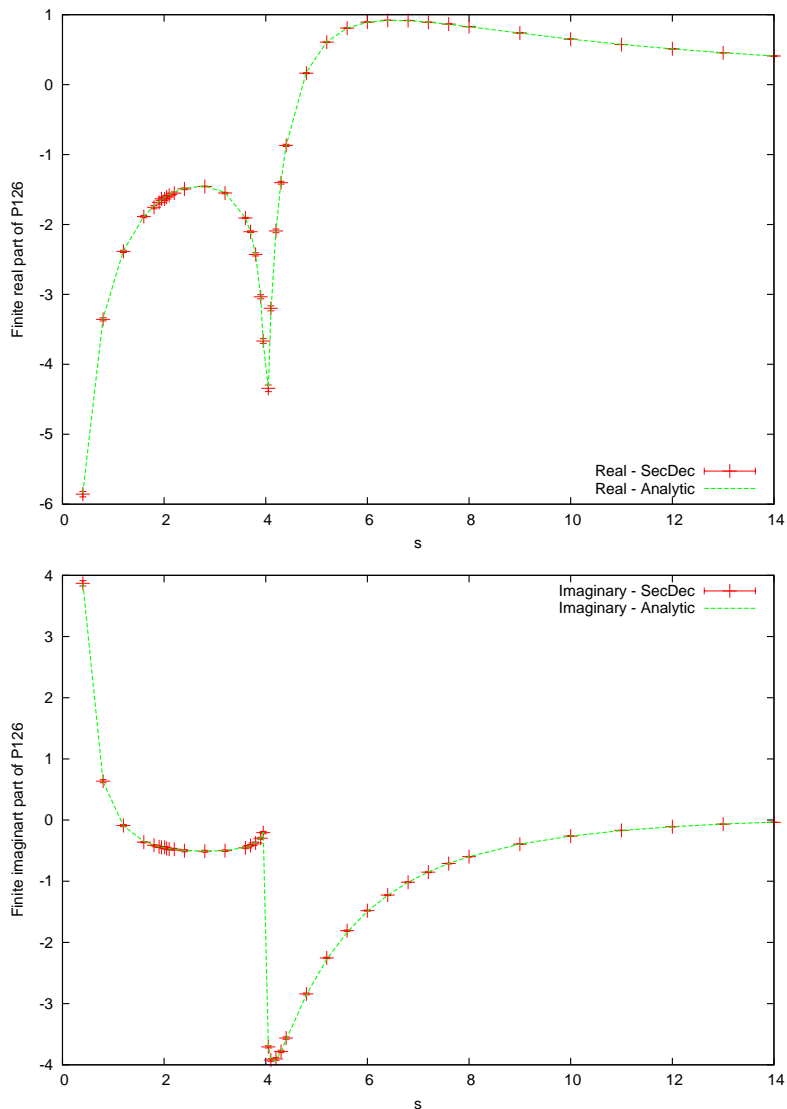 1
0
-1
-2
-3
-4
-5
-6
Finite real part of P126
Real - SecDec
Real - Analytic
0 2 4 6 8 10 12 14
s
4
3
2
1
0
-1
-2
-3
-4
Finite imaginart part of P126
Imaginary - SecDec
Imaginary - Analytic
0 2 4 6 8 10 12 14
s